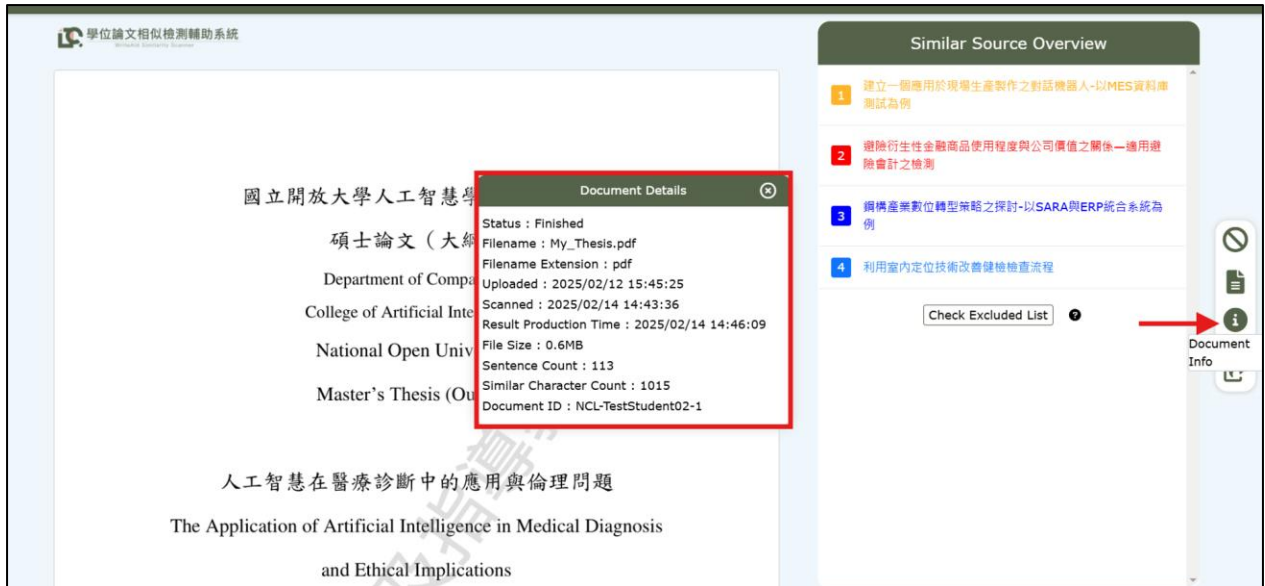 學位論文相似檢測輔助系統
Similar Source Overview
1 建立一個應用於現場生產製作之對話機器人-以MES資料庫
測試為例
2 避險衍生性金融商品使用程度與公司價值之關係—適用避
險會計之檢測
3 鋼構產業數位轉型策略之探討-以SARA與ERP統合系統為
例
4 利用室內定位技術改善健檢檢查流程
Check Excluded List
Document
Info
Document Details
Status : Finished
Filename : My_Thesis.pdf
Filename Extension : pdf
Uploaded : 2025/02/12 15:45:25
Scanned : 2025/02/14 14:43:36
Result Production Time : 2025/02/14 14:46:09
File Size : 0.6MB
Sentence Count : 113
Similar Character Count : 1015
Document ID : NCL-TestStudent02-1
國立開放大學人工智慧學
碩士論文（大綱
Department of Compa
College of Artificial Inte
National Open Univ
Master's Thesis (Ou
人工智慧在醫療診斷中的應用與倫理問題
The Application of Artificial Intelligence in Medical Diagnosis
and Ethical Implications